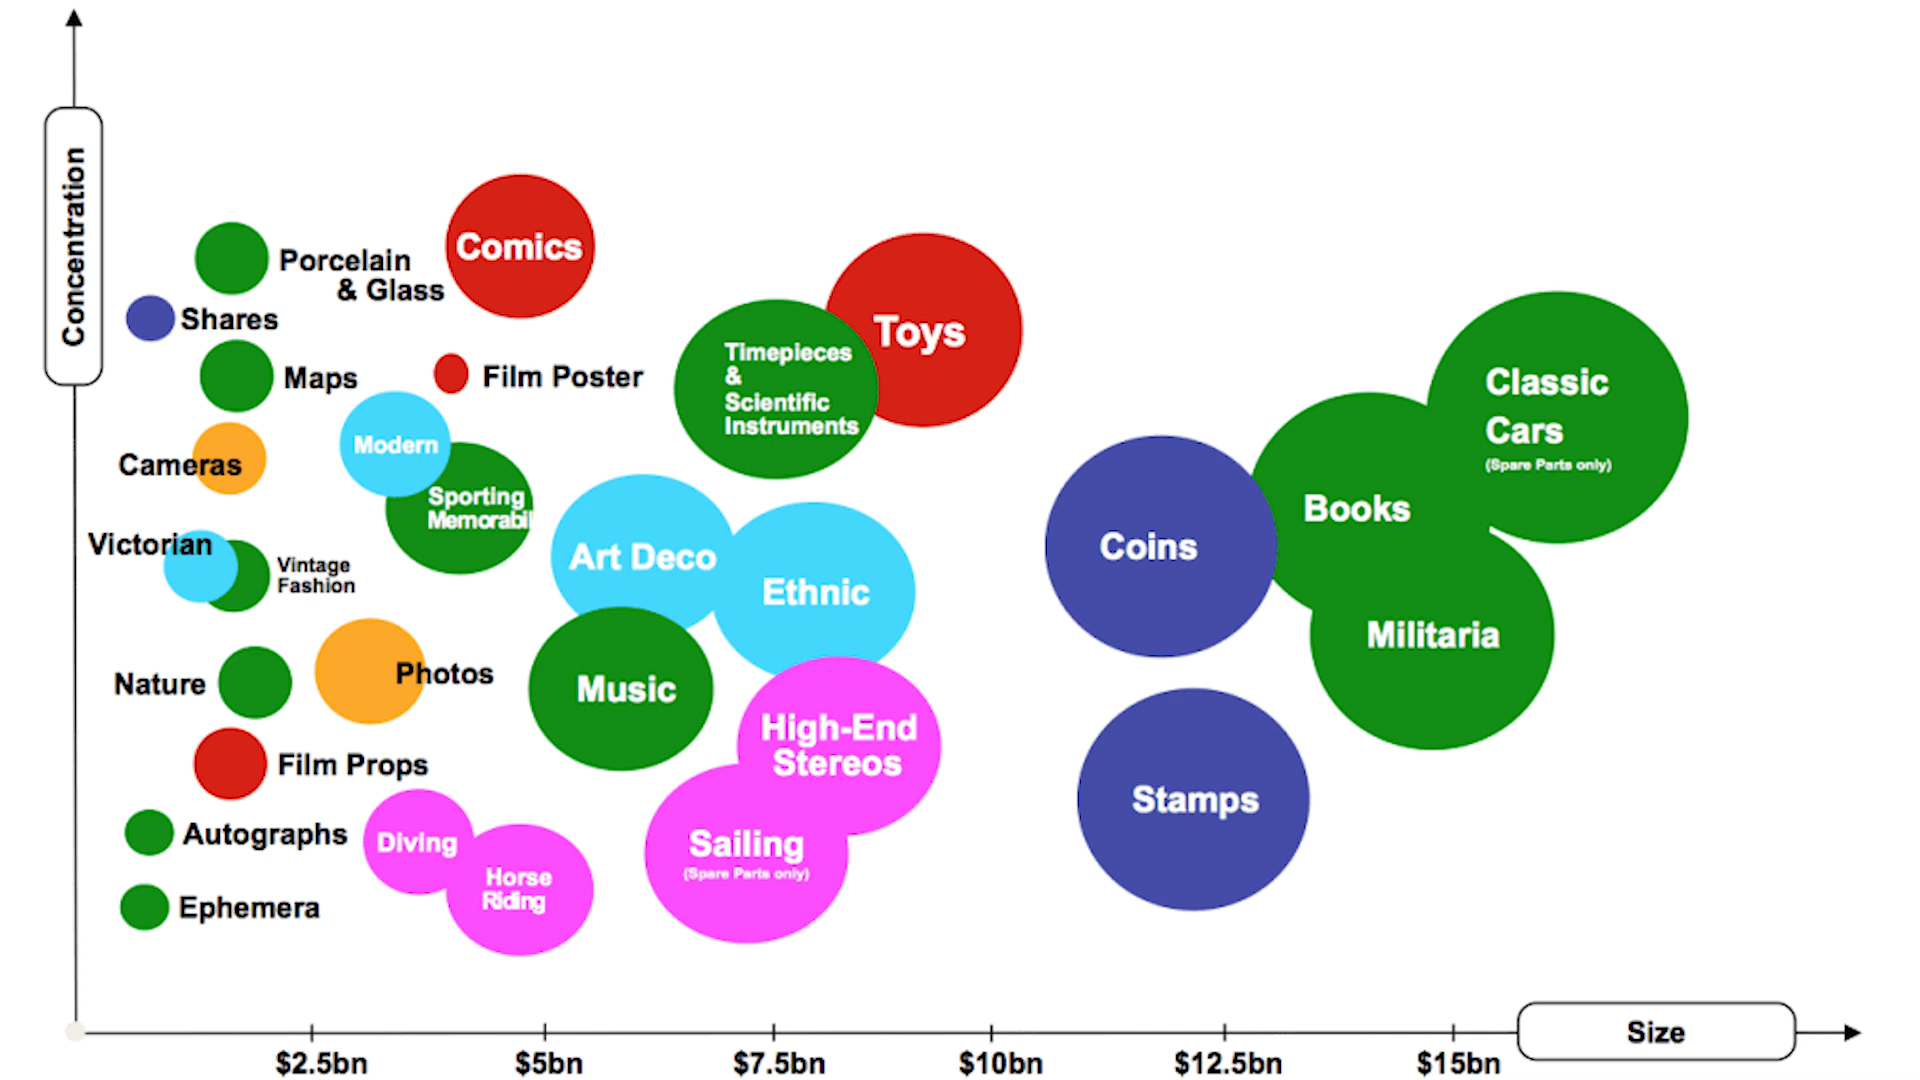 Concentration
Comics
Porcelain
& Glass
Shares
Toys
Timepieces
&
Scientific
Instruments
Maps
Film Poster
Classic
Cars
(Spare Parts only)
Modern
Cameras
Sporting
Memorabil
Books
Victorian
Art Deco
Coins
Vintage
Fashion
Ethnic
Militaria
Nature
Photos
Music
High-End
Stereos
Film Props
Stamps
Autographs
Diving
Sailing
(Spare Parts only)
Horse
Riding
Ephemera
Size
$2.5bn
$5bn
$7.5bn
$10bn
$12.5bn
$15bn